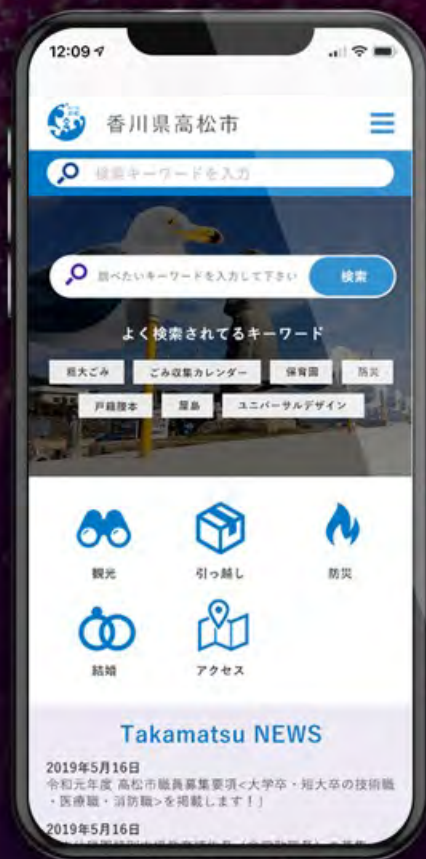 12:09
香川県高松市
検索キーワードを入力
調べたいキーワードを入力して下さい 検索
よく検索されてるキーワード
粗大ごみ ごみ収集カレンダー 保育園 防災
戸籍謄本 屋島 ユニバーサルデザイン
観光 引っ越し 防災
結婚 アクセス
Takamatsu NEWS
2019年5月16日
令和元年度 高松市職員募集要項<大学卒・短大卒の技術職
・医療職・消防職>を掲載します!」
2019年5月16日